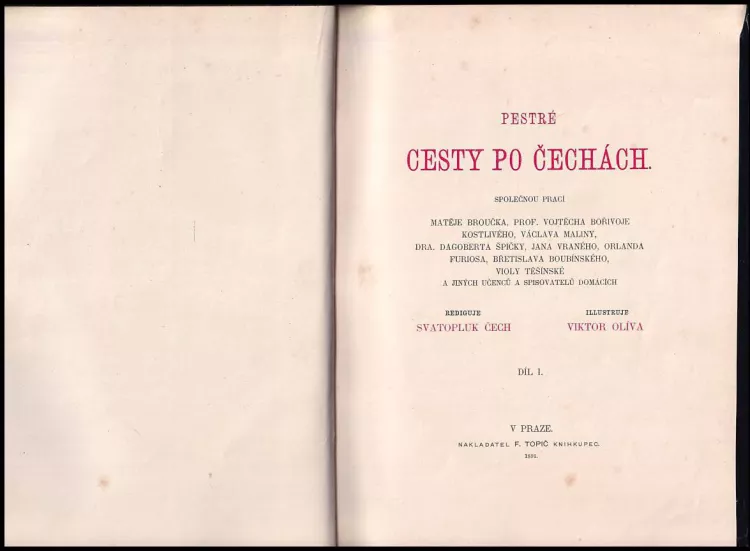 PESTRÉ
CESTY PO ČECHÁCH.
SPOLEČNOU PRACÍ
MATĚJE BROUČKA, PROF. VOJTĚCHA BOŘIVOJE
KOSTLIVÉHO, VÁCLAVA MALINY,
DRA. DAGOBERTA ŠPIČKY, JANA VRANÉHO, ORLANDA
FURIOSA, BŘETISLAVA BOUBÍNSKÉHO,
VIOLY TĚŠÍNSKÉ
A JINÝCH UČENCŮ A SPISOVATELŮ DOMÁCÍCH
REDIGUJE
SVATOPLUK ČECH
ILLUSTRUJE
VIKTOR OLÍVA
DÍL I.
V PRAZE.
NAKLADATEL F. TOPIČ KNIHKUPEC.